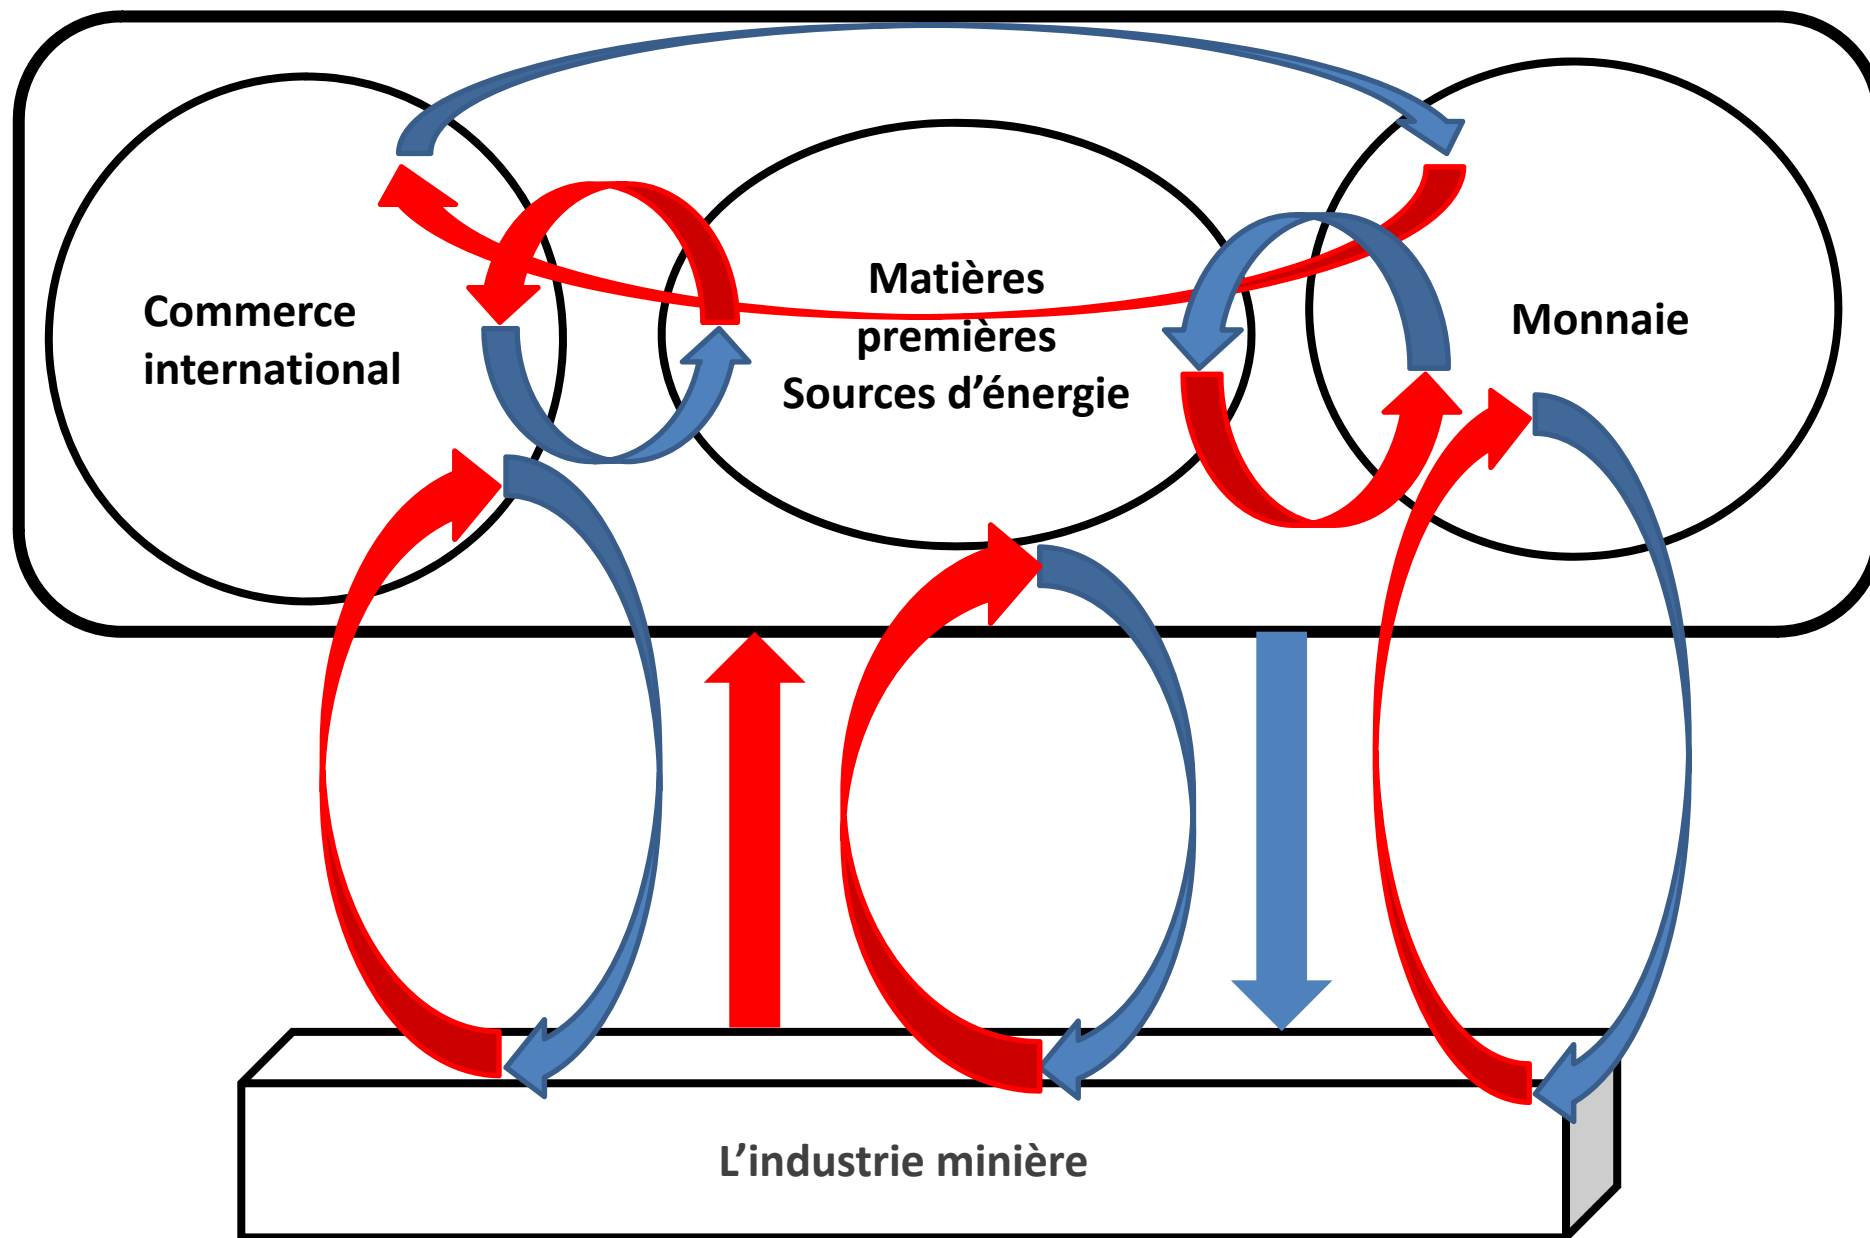 Commerce
international
Matières
premières
Sources d’énergie
Monnaie
L’industrie minière